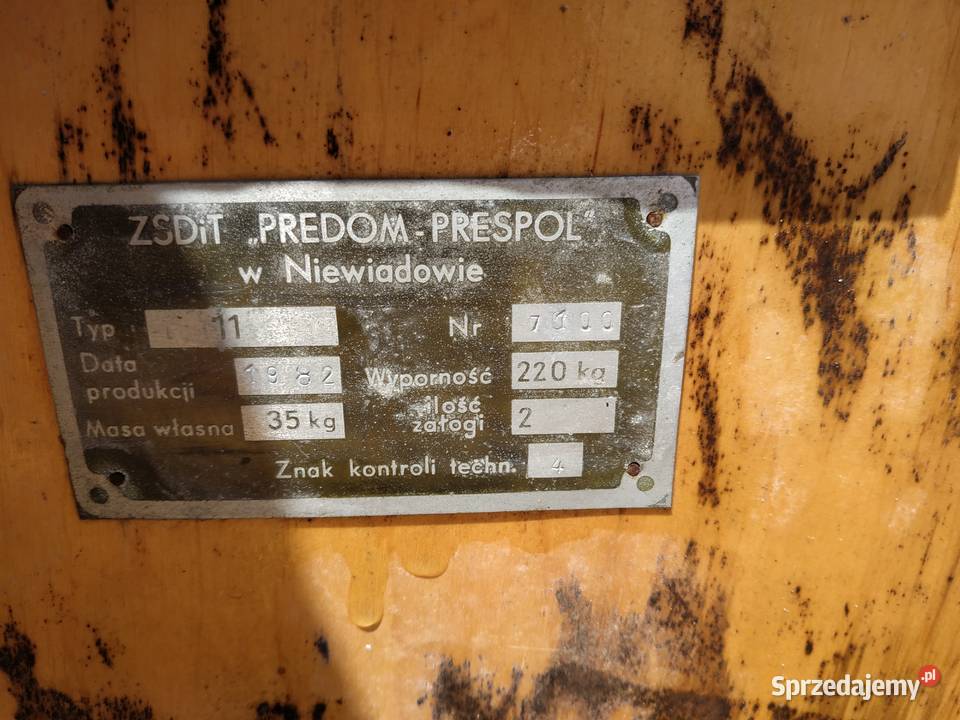 ZSDiT „PREDOM-PRESPOL"
w Niewiadowie
Typ 11 Nr
Data produkcji 1982 Wyporność 220 kg
Masa własna 35 kg ilość załogi 2
Znak kontroli techn. 4
Sprzedajemy.pl